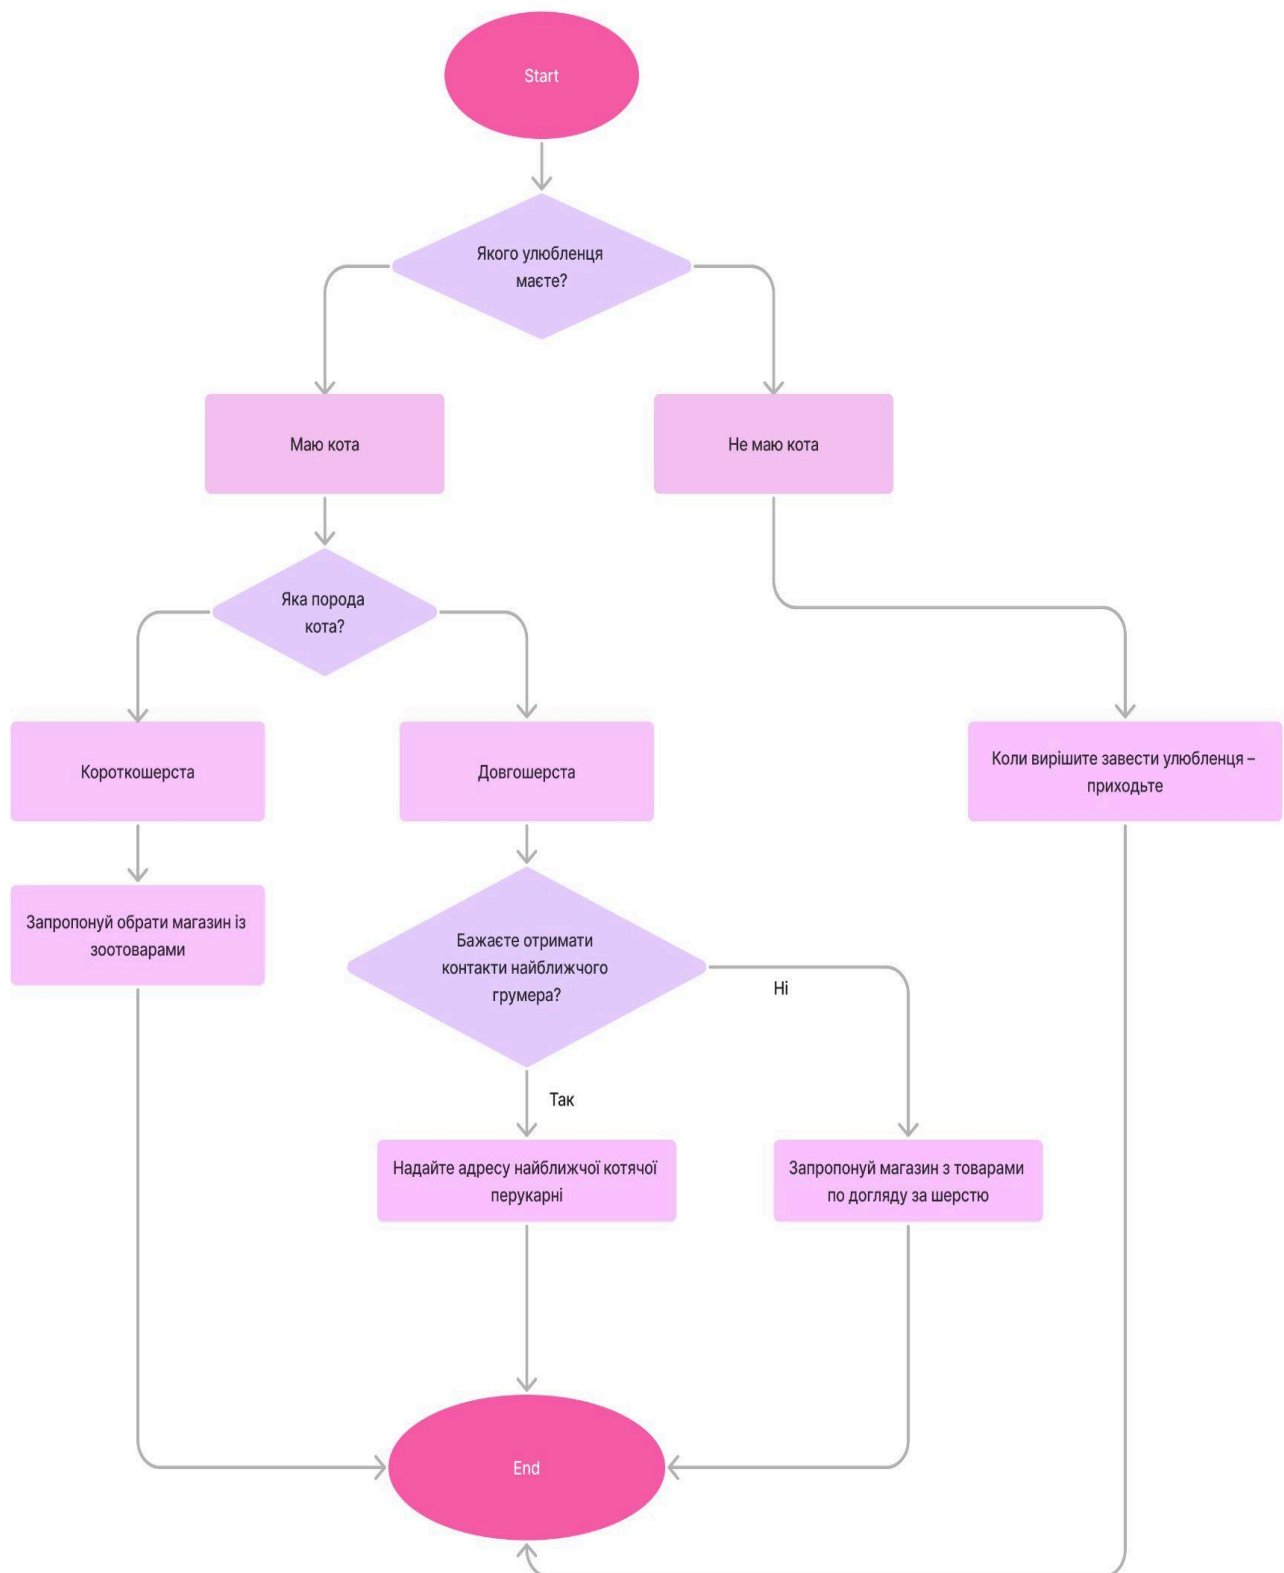 Start
Якого улюбленця
маєте?
Маю кота
Не маю кота
Яка порода
кота?
Короткошерста
Довгошерста
Коли вирішите завести улюбленця –
приходьте
Запропонуй обрати магазин із
зоотоварами
Бажаєте отримати
контакти найближчого
грумера?
Ні
Так
Надайте адресу найближчої котячої
перукарні
Запропонуй магазин з товарами
по догляду за шерстю
End